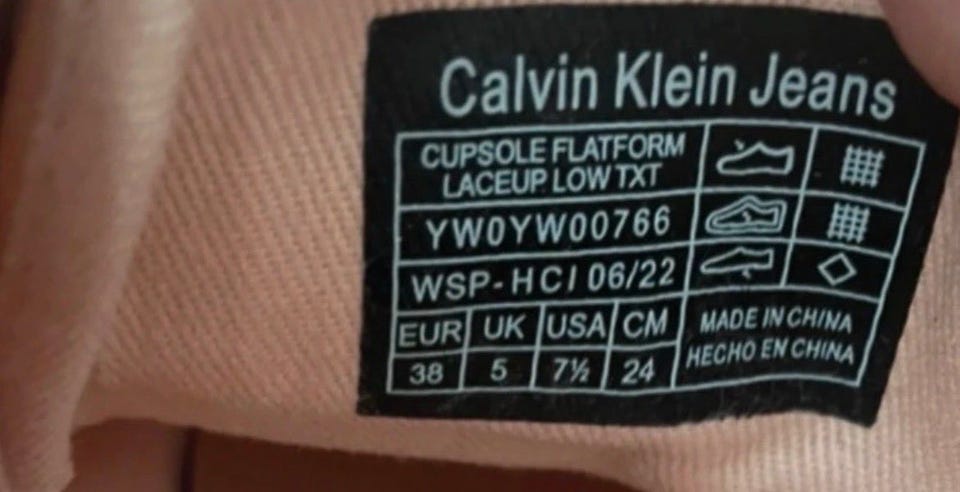 Calvin Klein Jeans
CUPSOLE FLATFORM
LACEUP LOW TXT
YW0YW00766
WSP-HCI 06/22
EUR UK USA CM
38 5 7½ 24
MADE IN CHINA
HECHO EN CHINA